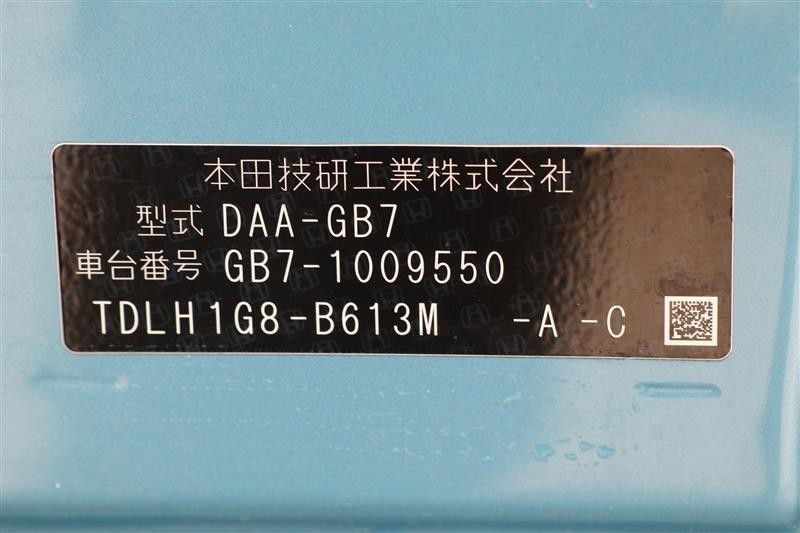 本田技研工業株式会社
型式 DAA-GB7
車台番号 GB7-1009550
TDLH1G8-B613M -A -C